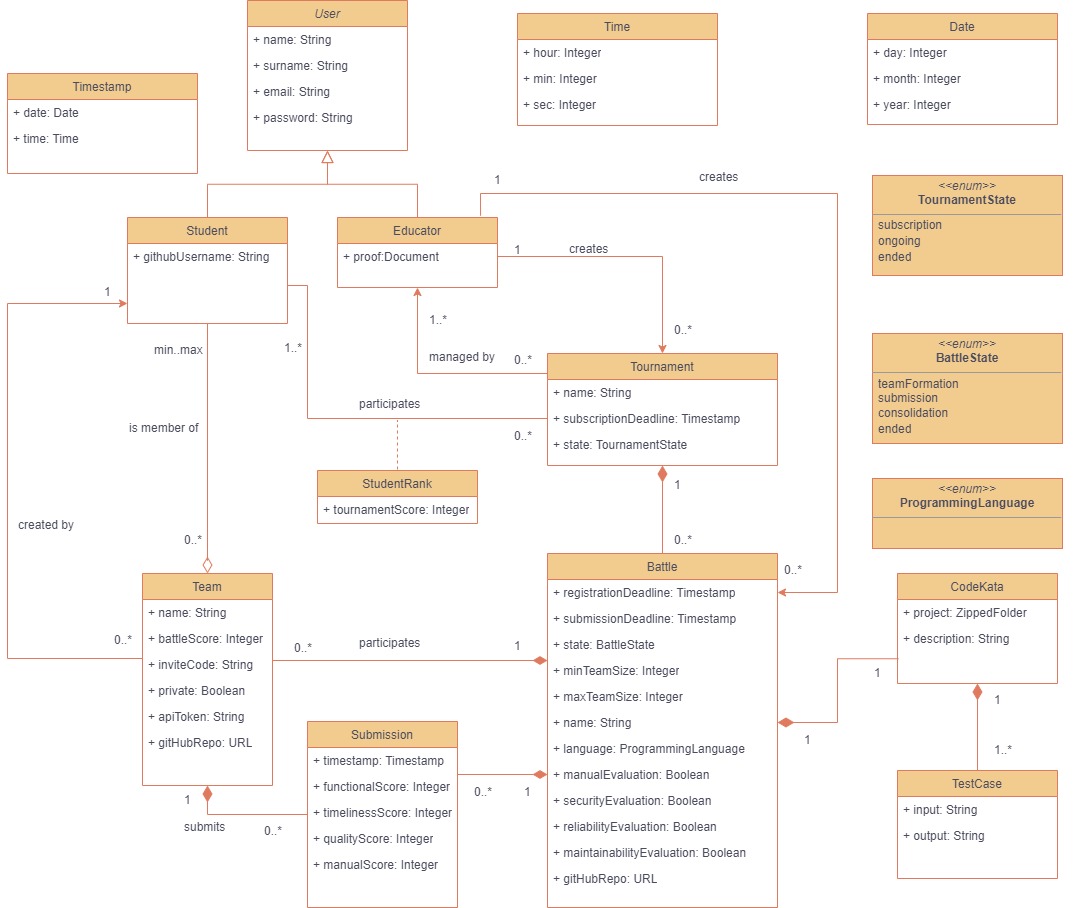 User
+ name: String
+ surname: String
+ email: String
+ password: String
Time
+ hour: Integer
+ min: Integer
+ sec: Integer
Date
+ day: Integer
+ month: Integer
+ year: Integer
Timestamp
+ date: Date
+ time: Time
<<enum>>
TournamentState
subscription
ongoing
ended
1
creates
Student
+ githubUsername: String
Educator
+ proof:Document
1
creates
1
1..*
0..*
min..max
1..*
managed by
0..*
<<enum>>
BattleState
teamFormation
submission
consolidation
ended
Tournament
+ name: String
+ subscriptionDeadline: Timestamp
+ state: TournamentState
participates
0..*
is member of
StudentRank
+ tournamentScore: Integer
1
<<enum>>
ProgrammingLanguage
created by
0..*
0..*
0..*
Team
+ name: String
+ battleScore: Integer
+ inviteCode: String
+ private: Boolean
+ apiToken: String
+ gitHubRepo: URL
0..*
0..*
participates
1
Battle
+ registrationDeadline: Timestamp
+ submissionDeadline: Timestamp
+ state: BattleState
+ minTeamSize: Integer
+ maxTeamSize: Integer
+ name: String
+ language: ProgrammingLanguage
+ manualEvaluation: Boolean
+ securityEvaluation: Boolean
+ reliabilityEvaluation: Boolean
+ maintainabilityEvaluation: Boolean
+ gitHubRepo: URL
CodeKata
+ project: ZippedFolder
+ description: String
1
1
1
1..*
TestCase
+ input: String
+ output: String
Submission
+ timestamp: Timestamp
+ functionalScore: Integer
+ timelinessScore: Integer
+ qualityScore: Integer
+ manualScore: Integer
0..*
1
1
submits
0..*